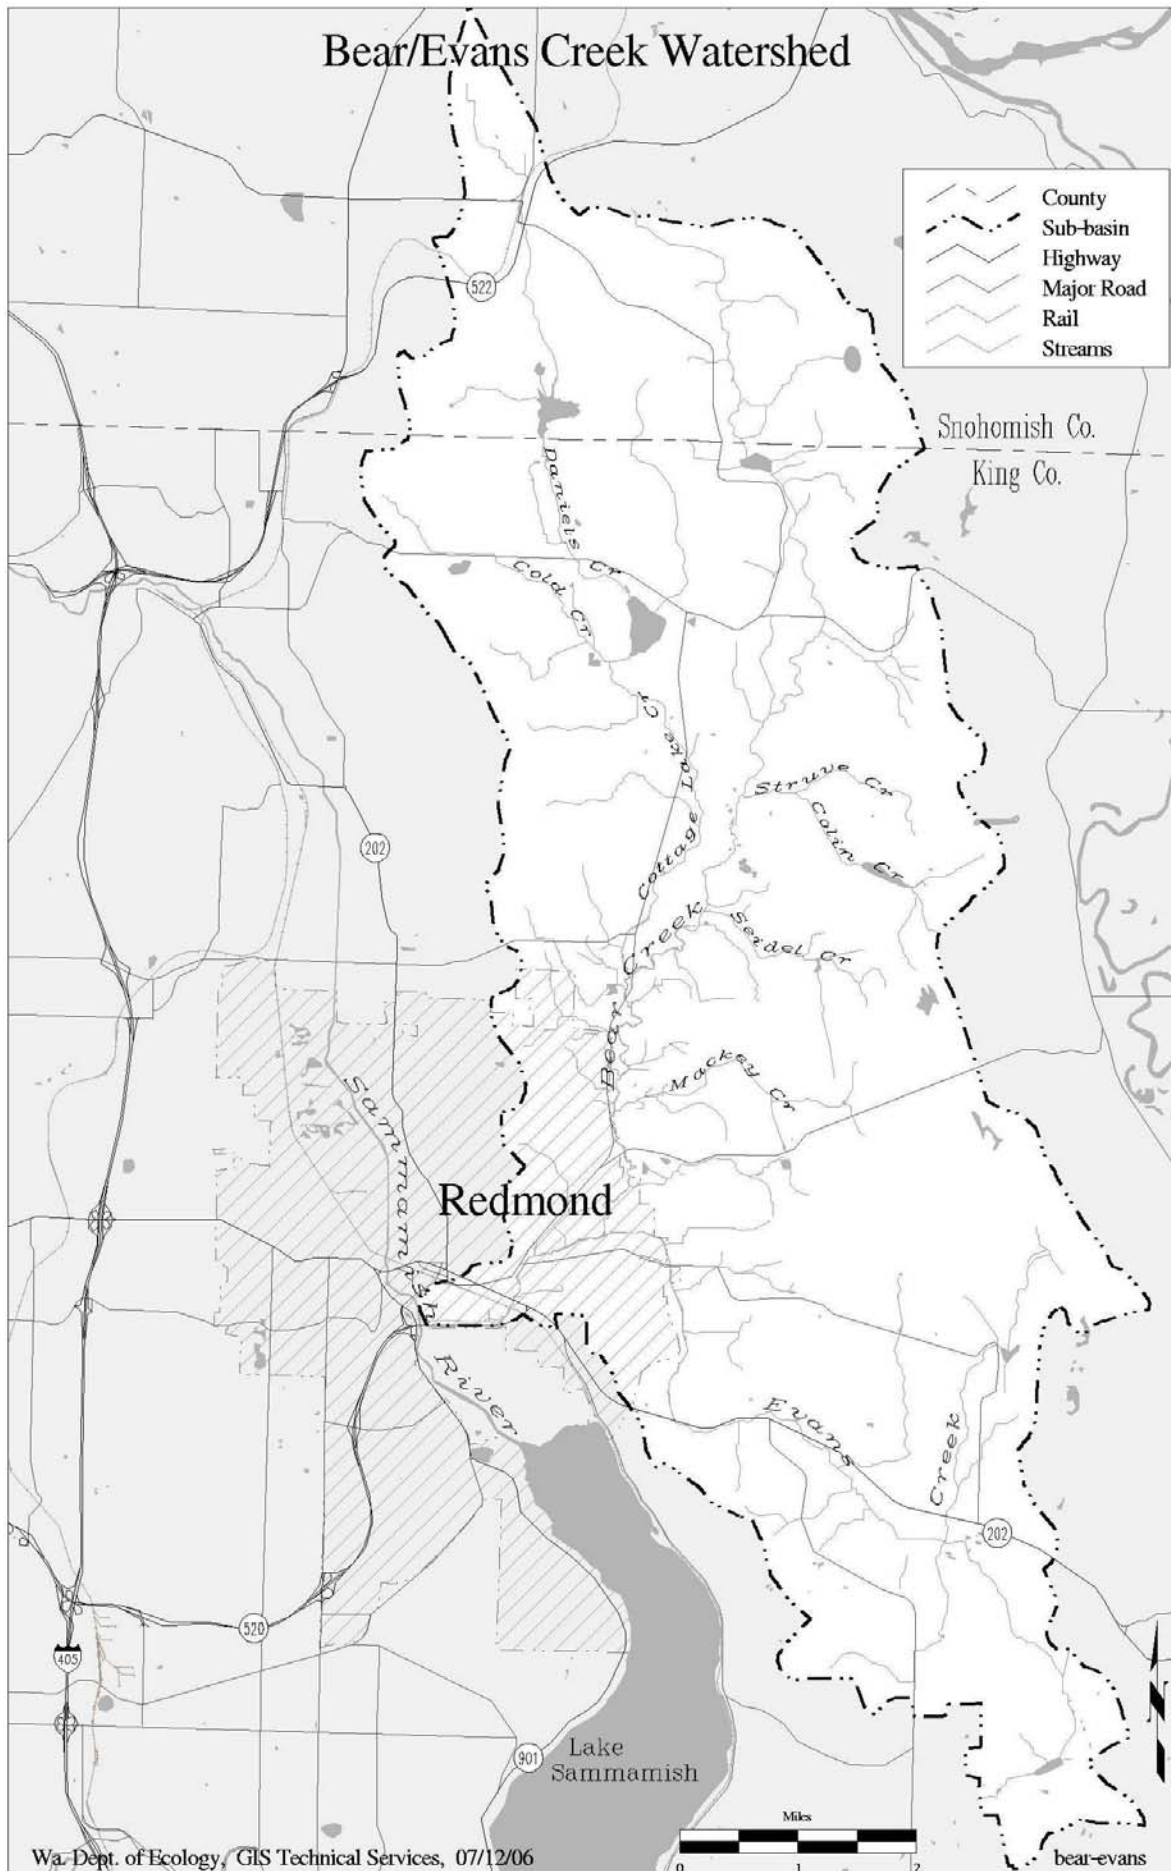 Bear/Evans Creek Watershed
County
Sub-basin
Highway
Major Road
Rail
Streams
522
Snohomish Co.
King Co.
Daniels Cr
Cold Cr
Cottage Lake Cr
Struve Cr
Colin Cr
202
Bear Creek
Seidel Cr
Mackey Cr
Sammamish River
Redmond
Evans Creek
202
520
405
901
Lake
Sammamish
Miles
0 1 2
Wa. Dept. of Ecology, GIS Technical Services, 07/12/06
bear-evans